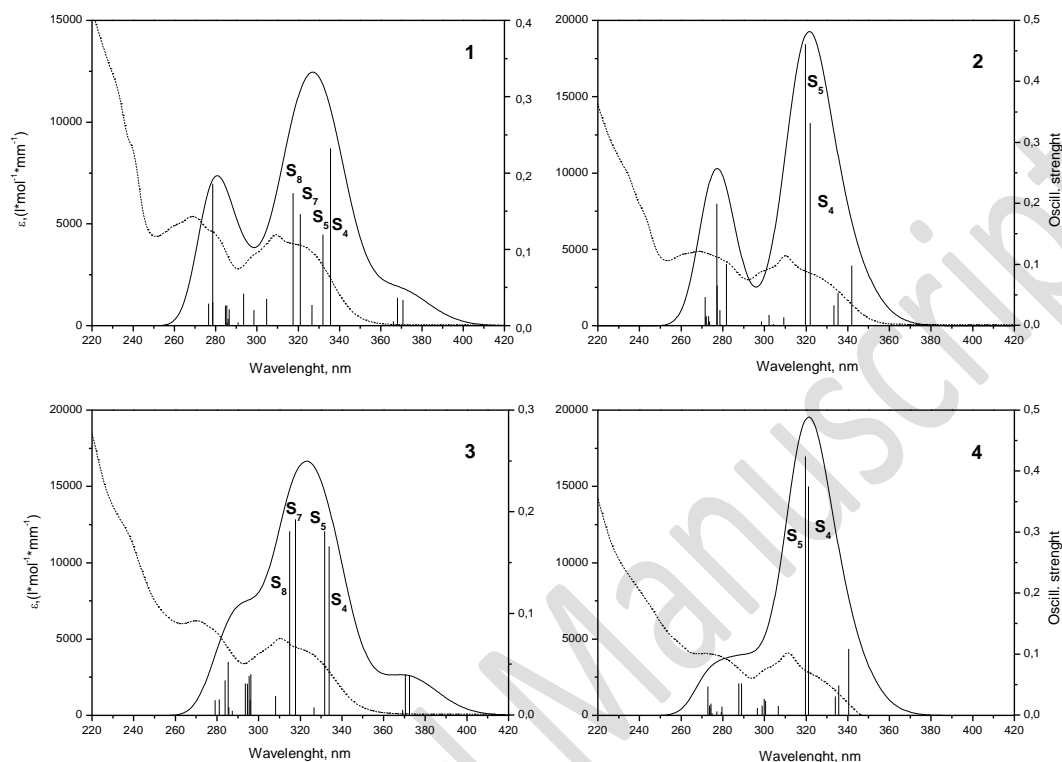 15000
10000
5000
0
0,4
0,3
0,2
0,1
0,0
220 240 260 280 300 320 340 360 380 400 420
ε,(l*mol⁻¹*mm⁻¹)
Wavelenght, nm
1
S₈
S₇
S₅ S₄
20000
15000
10000
5000
0
0,5
0,4
0,3
0,2
0,1
0,0
220 240 260 280 300 320 340 360 380 400 420
Wavelenght, nm
Oscill. strenght
2
S₅
S₄
20000
15000
10000
5000
0
0,3
0,2
0,1
0,0
220 240 260 280 300 320 340 360 380 400 420
ε,(l*mol⁻¹*mm⁻¹)
Wavelenght, nm
3
S₇ S₅
S₈
S₄
20000
15000
10000
5000
0
0,5
0,4
0,3
0,2
0,1
0,0
220 240 260 280 300 320 340 360 380 400 420
Wavelenght, nm
Oscill. strenght
4
S₅ S₄
Manuscript